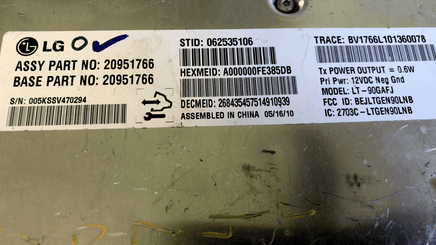 LG
ASSY PART NO: 20951766
BASE PART NO: 20951766
S/N: 005KSSV470294
STID: 062535106
HEXMEID: A000000FE385DB
DECMEID: 268435457514910939
ASSEMBLED IN CHINA 05/16/10
TRACE: BV1766L101360078
Tx POWER OUTPUT = 0.6W
Pri Pwr: 12VDC Neg Gnd
MODEL: LT-90GAFJ
FCC ID: BEJLTGEN90LNB
IC: 2703C-LTGEN90LNB